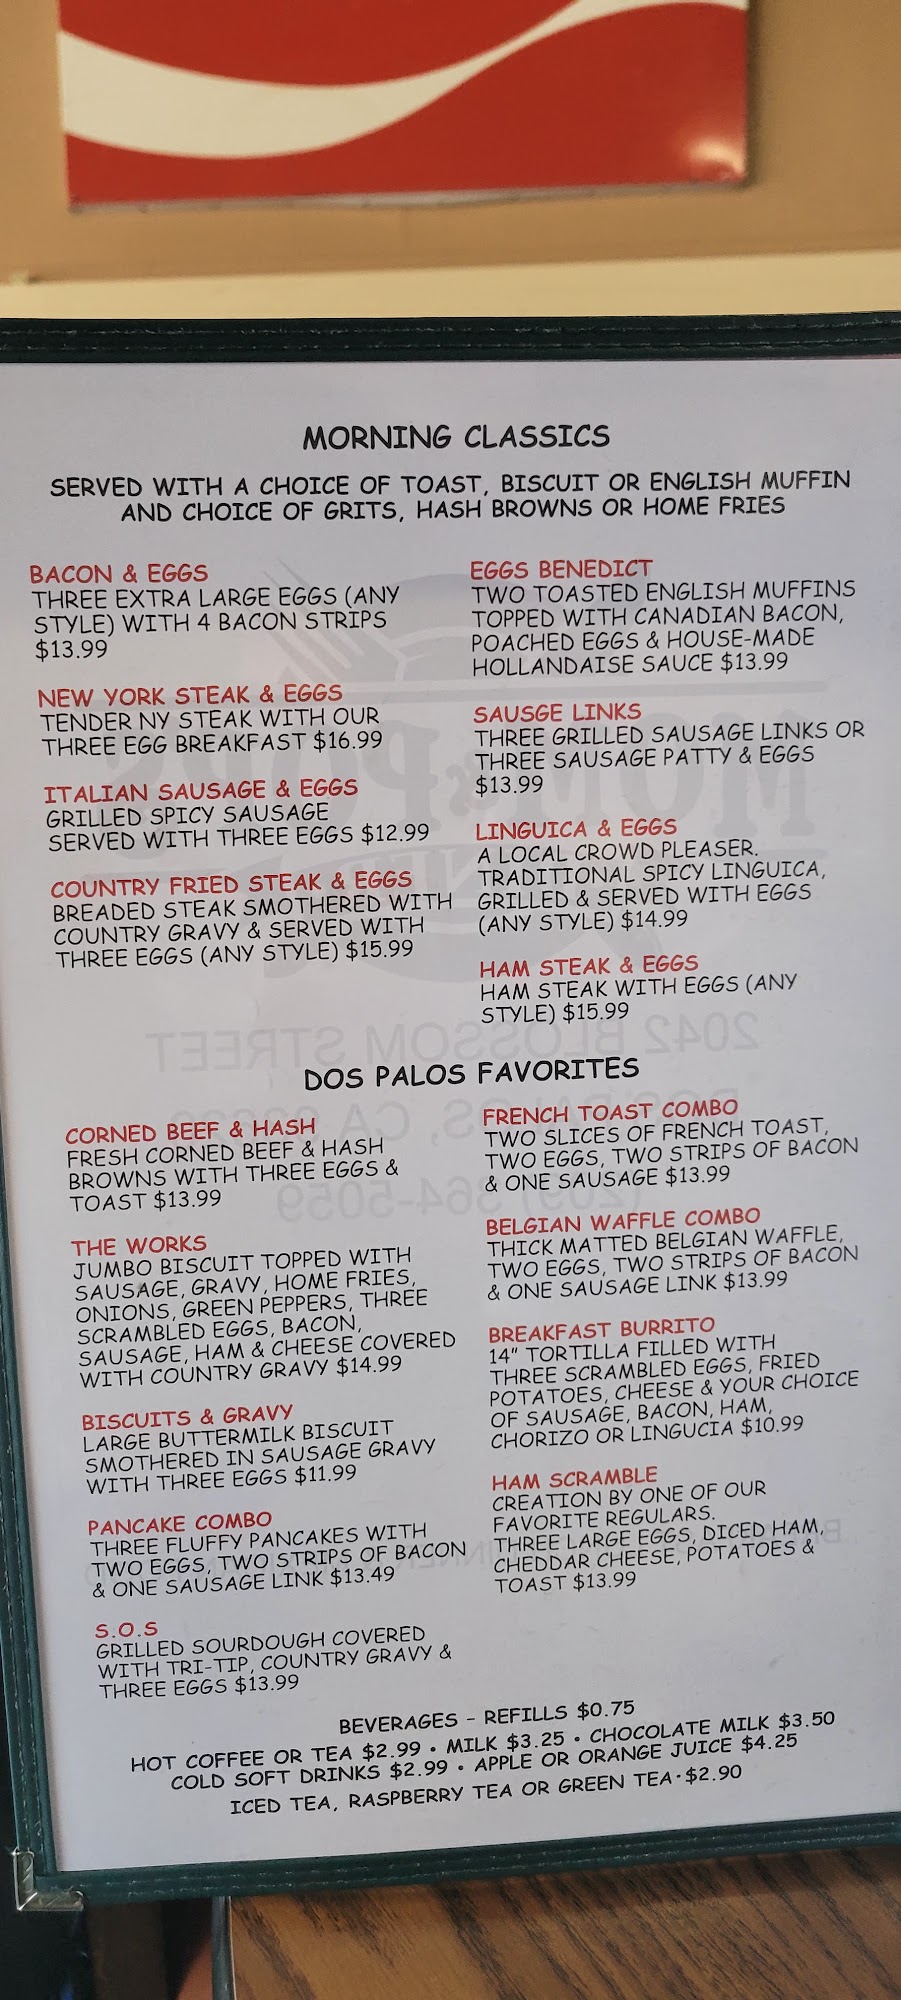 MORNING CLASSICS
SERVED WITH A CHOICE OF TOAST, BISCUIT OR ENGLISH MUFFIN
AND CHOICE OF GRITS, HASH BROWNS OR HOME FRIES
BACON & EGGS
THREE EXTRA LARGE EGGS (ANY
STYLE) WITH 4 BACON STRIPS
$13.99
NEW YORK STEAK & EGGS
TENDER NY STEAK WITH OUR
THREE EGG BREAKFAST $16.99
ITALIAN SAUSAGE & EGGS
GRILLED SPICY SAUSAGE
SERVED WITH THREE EGGS $12.99
COUNTRY FRIED STEAK & EGGS
BREADED STEAK SMOTHERED WITH
COUNTRY GRAVY & SERVED WITH
THREE EGGS (ANY STYLE) $15.99
EGGS BENEDICT
TWO TOASTED ENGLISH MUFFINS
TOPPED WITH CANADIAN BACON,
POACHED EGGS & HOUSE-MADE
HOLLANDAISE SAUCE $13.99
SAUSGE LINKS
THREE GRILLED SAUSAGE LINKS OR
THREE SAUSAGE PATTY & EGGS
$13.99
LINGUICA & EGGS
A LOCAL CROWD PLEASER.
TRADITIONAL SPICY LINGUICA,
GRILLED & SERVED WITH EGGS
(ANY STYLE) $14.99
HAM STEAK & EGGS
HAM STEAK WITH EGGS (ANY
STYLE) $15.99
DOS PALOS FAVORITES
CORNED BEEF & HASH
FRESH CORNED BEEF & HASH
BROWNS WITH THREE EGGS &
TOAST $13.99
THE WORKS
JUMBO BISCUIT TOPPED WITH
SAUSAGE, GRAVY, HOME FRIES,
ONIONS, GREEN PEPPERS, THREE
SCRAMBLED EGGS, BACON,
SAUSAGE, HAM & CHEESE COVERED
WITH COUNTRY GRAVY $14.99
BISCUITS & GRAVY
LARGE BUTTERMILK BISCUIT
SMOTHERED IN SAUSAGE GRAVY
WITH THREE EGGS $11.99
PANCAKE COMBO
THREE FLUFFY PANCAKES WITH
TWO EGGS, TWO STRIPS OF BACON
& ONE SAUSAGE LINK $13.49
S.O.S
GRILLED SOURDOUGH COVERED
WITH TRI-TIP, COUNTRY GRAVY &
THREE EGGS $13.99
FRENCH TOAST COMBO
TWO SLICES OF FRENCH TOAST,
TWO EGGS, TWO STRIPS OF BACON
& ONE SAUSAGE $13.99
BELGIAN WAFFLE COMBO
THICK MATTED BELGIAN WAFFLE,
TWO EGGS, TWO STRIPS OF BACON
& ONE SAUSAGE LINK $13.99
BREAKFAST BURRITO
14" TORTILLA FILLED WITH
THREE SCRAMBLED EGGS, FRIED
POTATOES, CHEESE & YOUR CHOICE
OF SAUSAGE, BACON, HAM,
CHORIZO OR LINGUCIA $10.99
HAM SCRAMBLE
CREATION BY ONE OF OUR
FAVORITE REGULARS.
THREE LARGE EGGS, DICED HAM,
CHEDDAR CHEESE, POTATOES &
TOAST $13.99
BEVERAGES - REFILLS $0.75
HOT COFFEE OR TEA $2.99 • MILK $3.25 • CHOCOLATE MILK $3.50
COLD SOFT DRINKS $2.99 • APPLE OR ORANGE JUICE $4.25
ICED TEA, RASPBERRY TEA OR GREEN TEA•$2.90